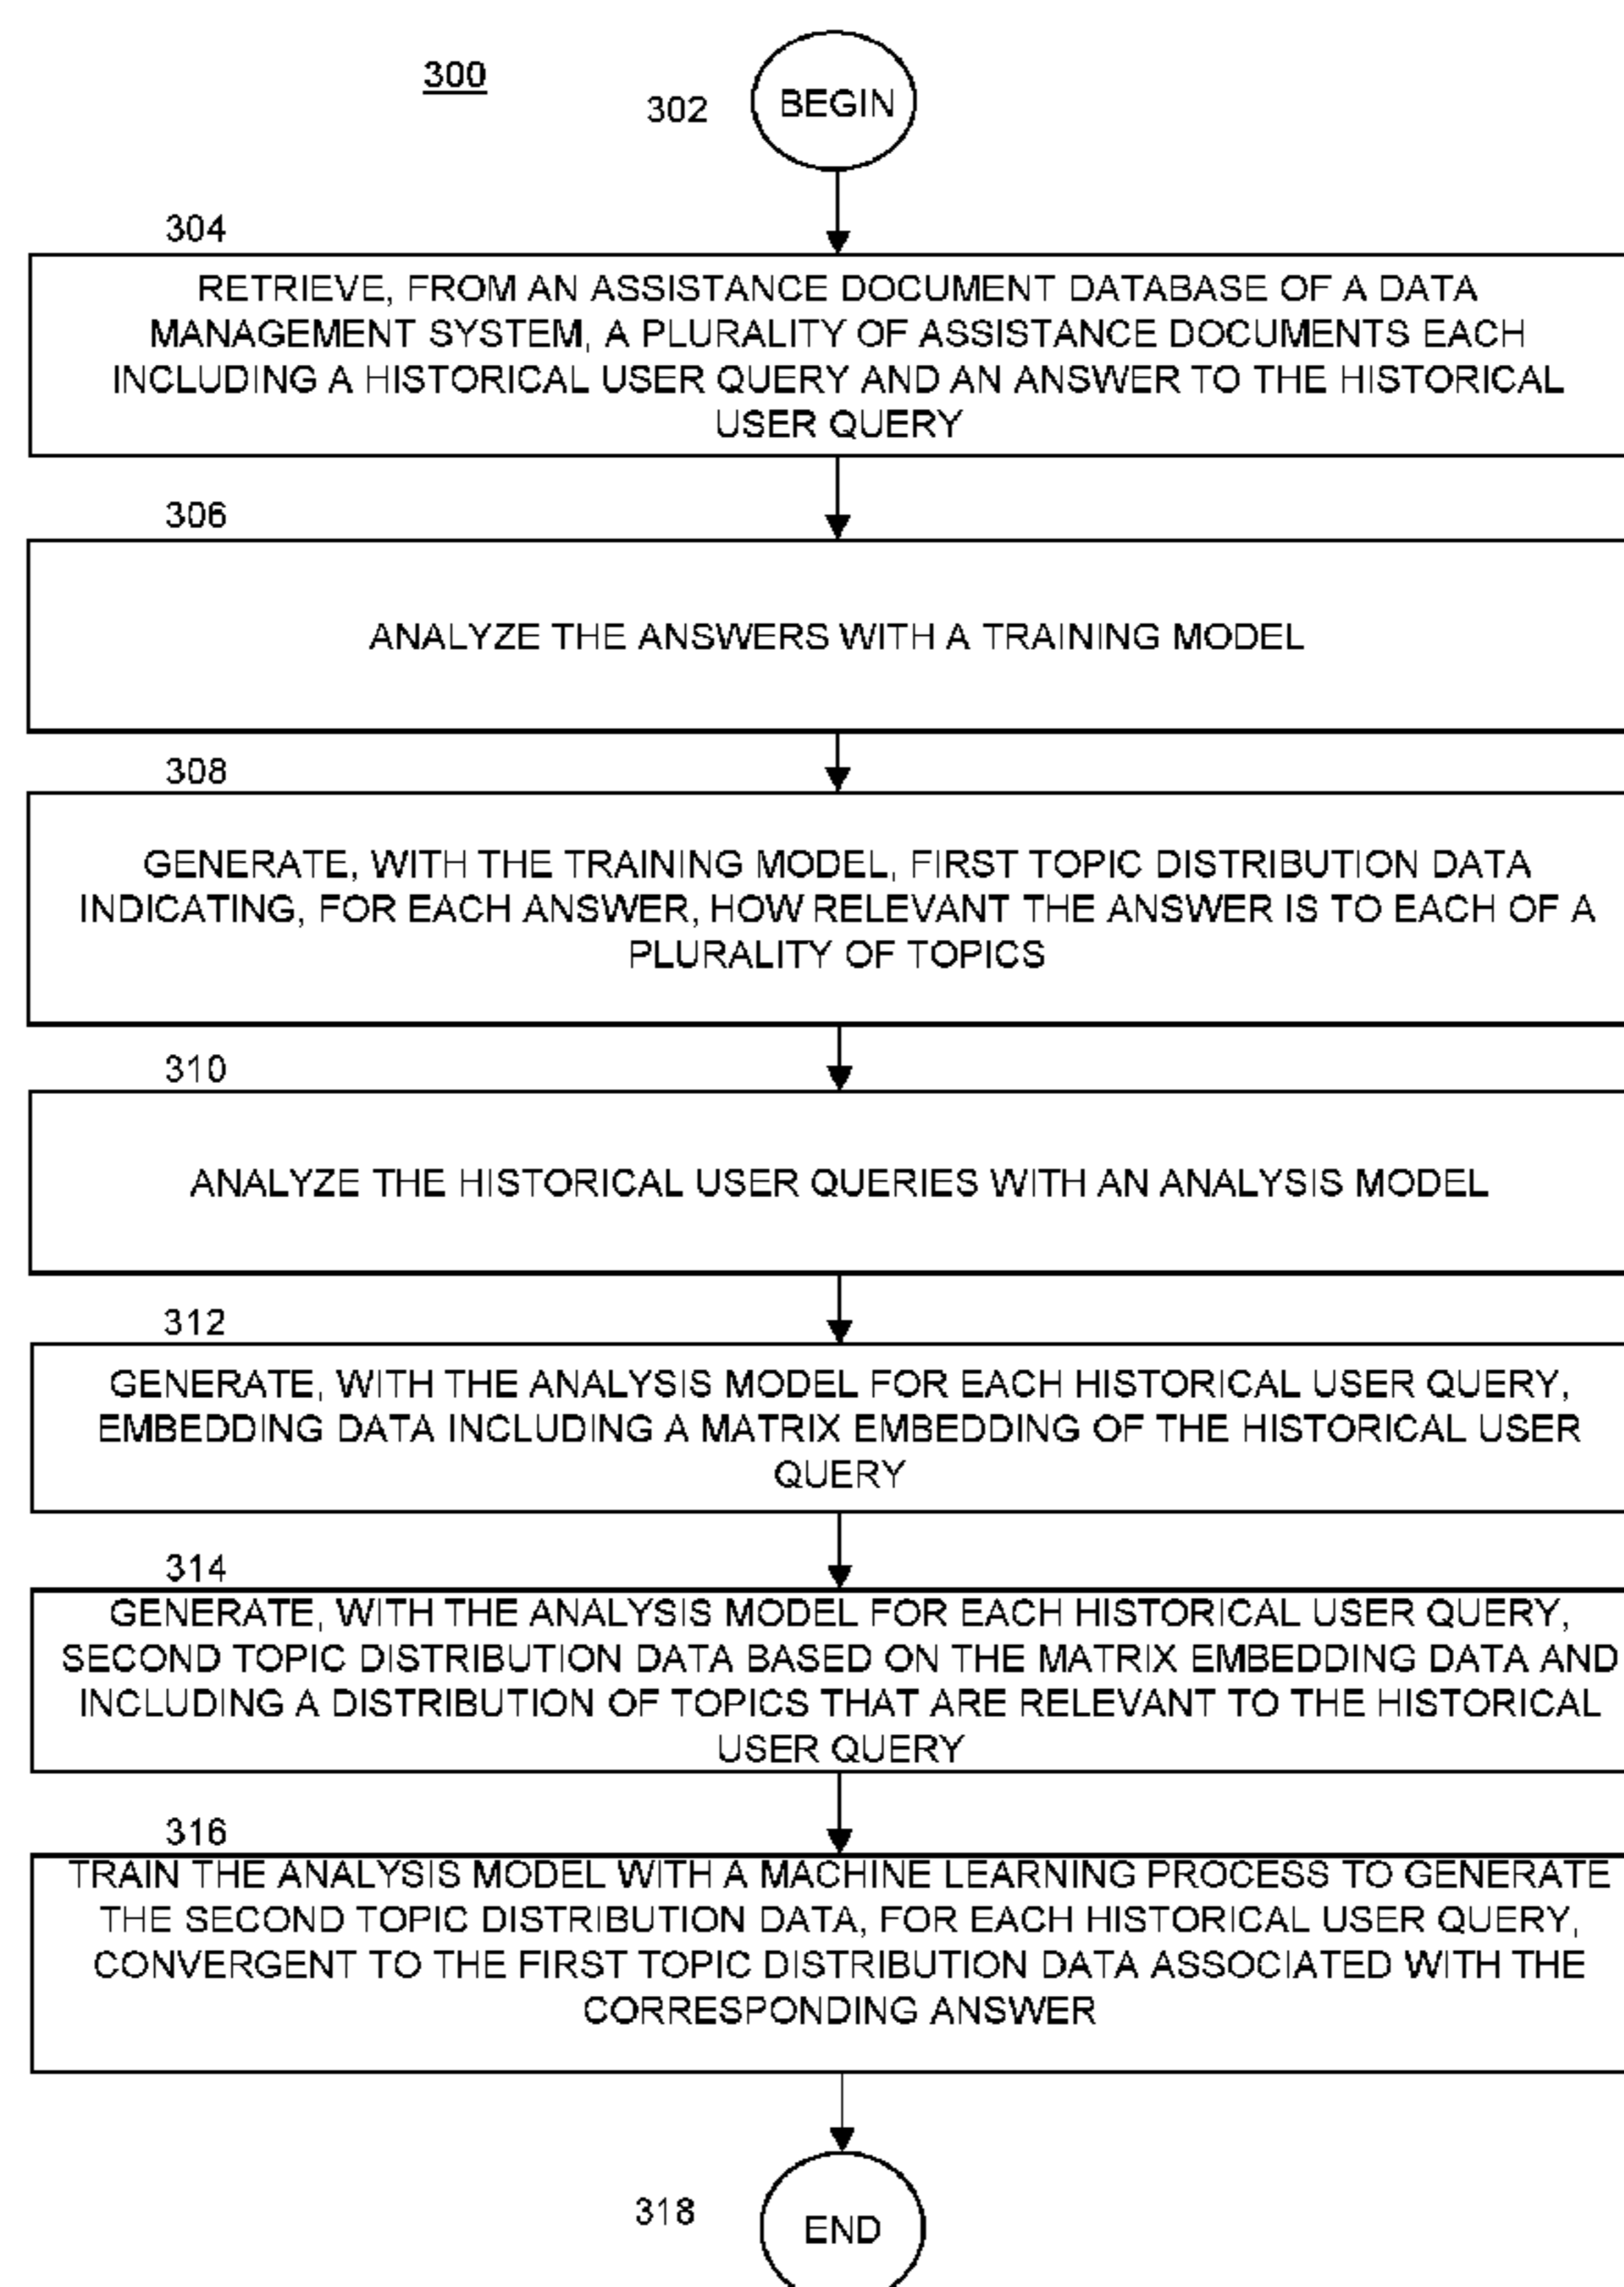 300
302
BEGIN
304
RETRIEVE, FROM AN ASSISTANCE DOCUMENT DATABASE OF A DATA
MANAGEMENT SYSTEM, A PLURALITY OF ASSISTANCE DOCUMENTS EACH
INCLUDING A HISTORICAL USER QUERY AND AN ANSWER TO THE HISTORICAL
USER QUERY
306
ANALYZE THE ANSWERS WITH A TRAINING MODEL
308
GENERATE, WITH THE TRAINING MODEL, FIRST TOPIC DISTRIBUTION DATA
INDICATING, FOR EACH ANSWER, HOW RELEVANT THE ANSWER IS TO EACH OF A
PLURALITY OF TOPICS
310
ANALYZE THE HISTORICAL USER QUERIES WITH AN ANALYSIS MODEL
312
GENERATE, WITH THE ANALYSIS MODEL FOR EACH HISTORICAL USER QUERY,
EMBEDDING DATA INCLUDING A MATRIX EMBEDDING OF THE HISTORICAL USER
QUERY
314
GENERATE, WITH THE ANALYSIS MODEL FOR EACH HISTORICAL USER QUERY,
SECOND TOPIC DISTRIBUTION DATA BASED ON THE MATRIX EMBEDDING DATA AND
INCLUDING A DISTRIBUTION OF TOPICS THAT ARE RELEVANT TO THE HISTORICAL
USER QUERY
316
TRAIN THE ANALYSIS MODEL WITH A MACHINE LEARNING PROCESS TO GENERATE
THE SECOND TOPIC DISTRIBUTION DATA, FOR EACH HISTORICAL USER QUERY,
CONVERGENT TO THE FIRST TOPIC DISTRIBUTION DATA ASSOCIATED WITH THE
CORRESPONDING ANSWER
318
END